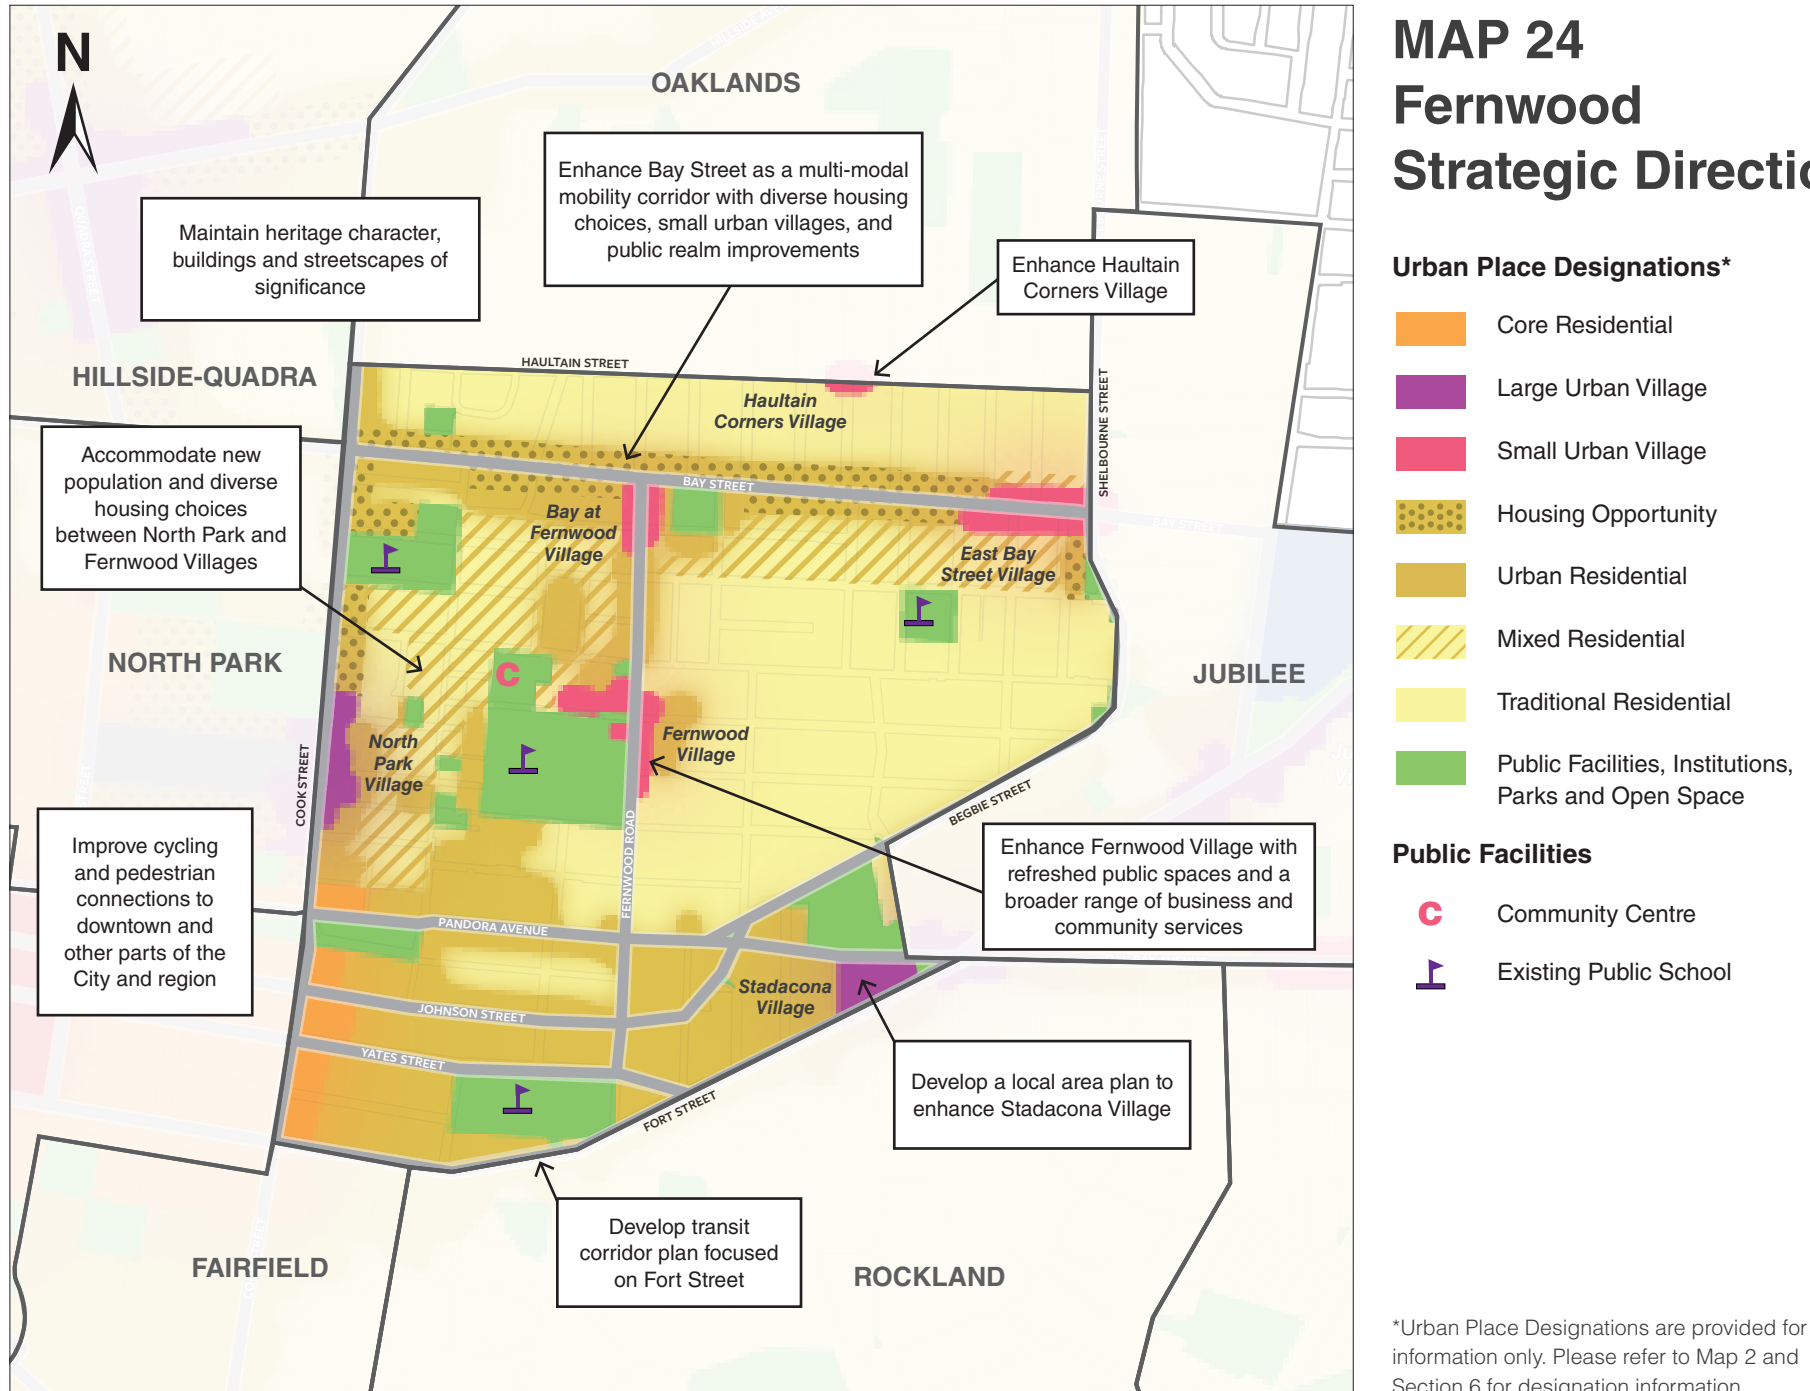 MAP 24
Fernwood
Strategic Directio
N
OAKLANDS
HILLSIDE AVE
QUADRA STREET
Enhance Bay Street as a multi-modal
mobility corridor with diverse housing
choices, small urban villages, and
public realm improvements
Maintain heritage character,
buildings and streetscapes of
significance
Enhance Haultain
Corners Village
HILLSIDE-QUADRA
HAULTAIN STREET
Haultain
Corners Village
SHELBOURNE STREET
Accommodate new
population and diverse
housing choices
between North Park and
Fernwood Villages
BAY STREET
BAY STREET
Bay at
Fernwood
Village
East Bay
Street Village
NORTH PARK
C
JUBILEE
North
Park
Village
Fernwood
Village
COOK STREET
BEGBIE STREET
FERNWOOD ROAD
Improve cycling
and pedestrian
connections to
downtown and
other parts of the
City and region
Enhance Fernwood Village with
refreshed public spaces and a
broader range of business and
community services
PANDORA AVENUE
Stadacona
Village
JOHNSON STREET
YATES STREET
FORT STREET
Develop a local area plan to
enhance Stadacona Village
Develop transit
corridor plan focused
on Fort Street
FAIRFIELD
ROCKLAND
Urban Place Designations*
Core Residential
Large Urban Village
Small Urban Village
Housing Opportunity
Urban Residential
Mixed Residential
Traditional Residential
Public Facilities, Institutions,
Parks and Open Space
Public Facilities
C Community Centre
Existing Public School
*Urban Place Designations are provided for
information only. Please refer to Map 2 and
Section 6 for designation information